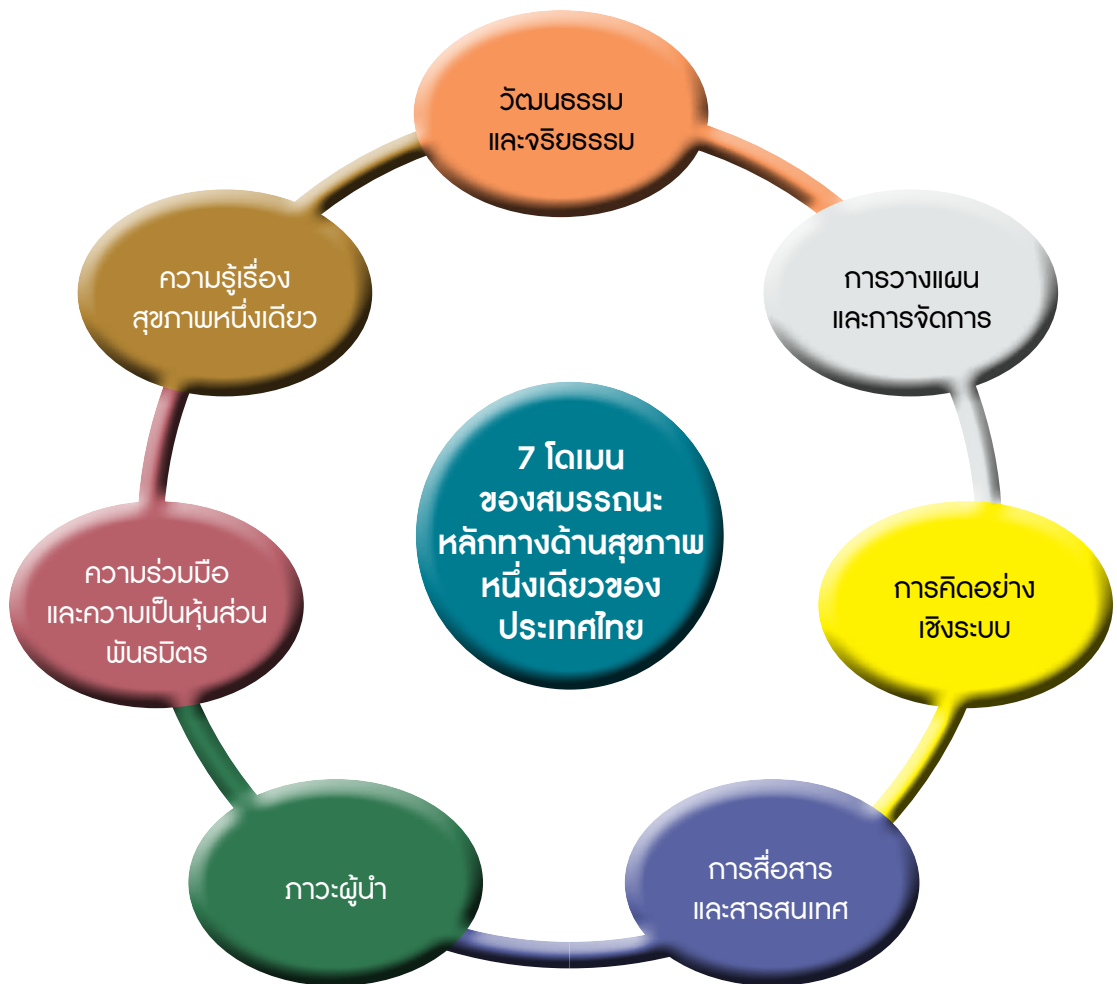 วัฒนธรรม
และจริยธรรม
การวางแผน
และการจัดการ
การคิดอย่าง
เชิงระบบ
การสื่อสาร
และสารสนเทศ
ภาวะผู้นำ
ความร่วมมือ
และความเป็นหุ้นส่วน
พันธมิตร
ความรู้เรื่อง
สุขภาพหนึ่งเดียว
7 โดเมน
ของสมรรถนะ
หลักทางด้านสุขภาพ
หนึ่งเดียวของ
ประเทศไทย